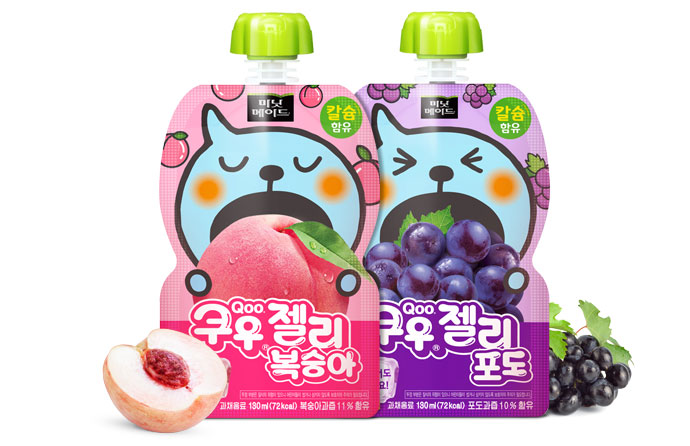 미닛
메이드
칼슘
함유
Qoo
쿠우
젤리
복숭아
과채음료 130ml (72kcal) 복숭아과즙 11% 함유
미닛
메이드
칼슘
함유
Qoo
쿠우
젤리
포도
과채음료 130ml (72kcal) 포도과즙 10% 함유